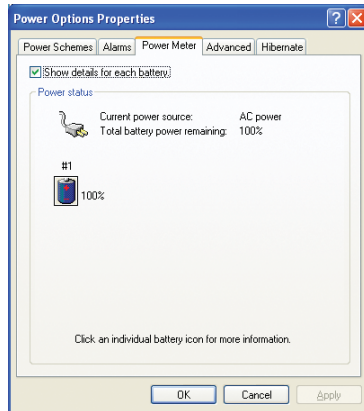 Power Options Properties
Power Schemes Alarms Power Meter Advanced Hibernate
Show details for each battery.
Power status
Current power source: AC power
Total battery power remaining: 100%
#1
100%
Click an individual battery icon for more information.
OK Cancel Apply